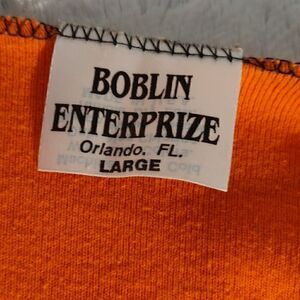 BOBLIN
ENTERPRIZE
Orlando. FL.
LARGE